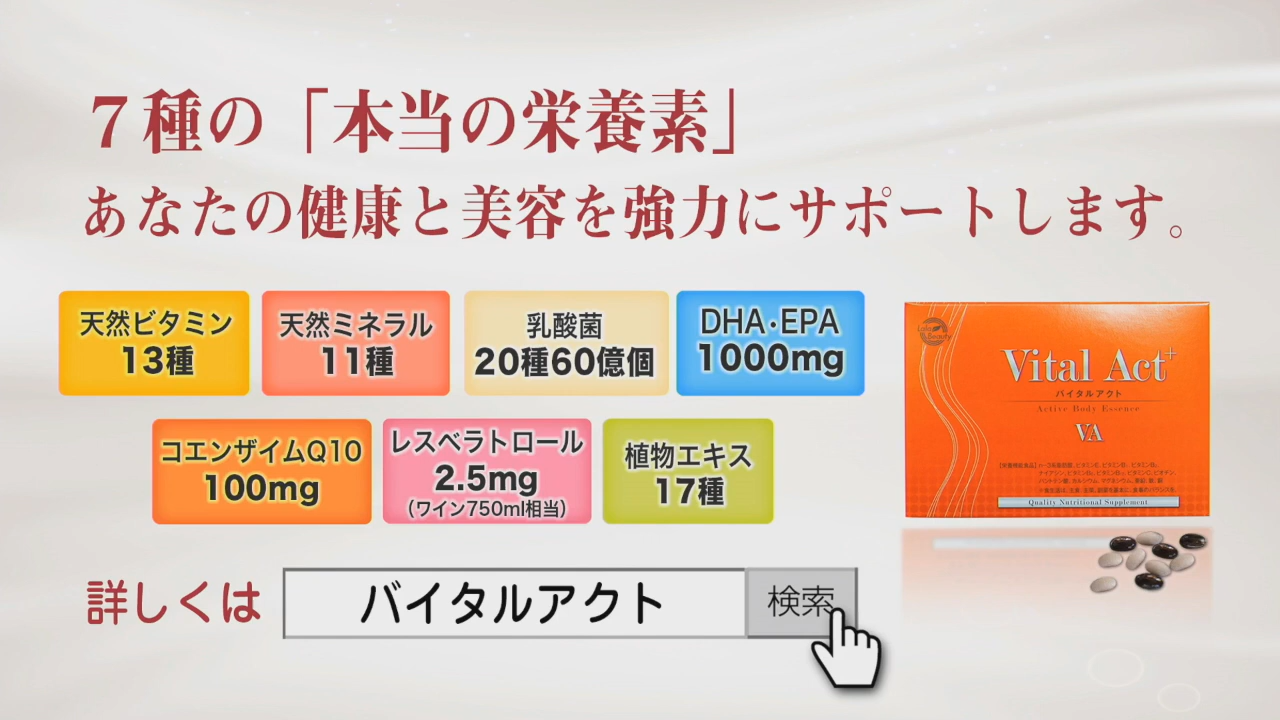 7種の「本当の栄養素」
あなたの健康と美容を強力にサポートします。
天然ビタミン
13種
天然ミネラル
11種
乳酸菌
20種60億個
DHA・EPA
1000mg
コエンザイムQ10
100mg
レスベラトロール
2.5mg
(ワイン750ml相当)
植物エキス
17種
Vital Act+
バイタルアクト
Active Body Essence
VA
Quality Nutritional Supplement
詳しくは
バイタルアクト
検索